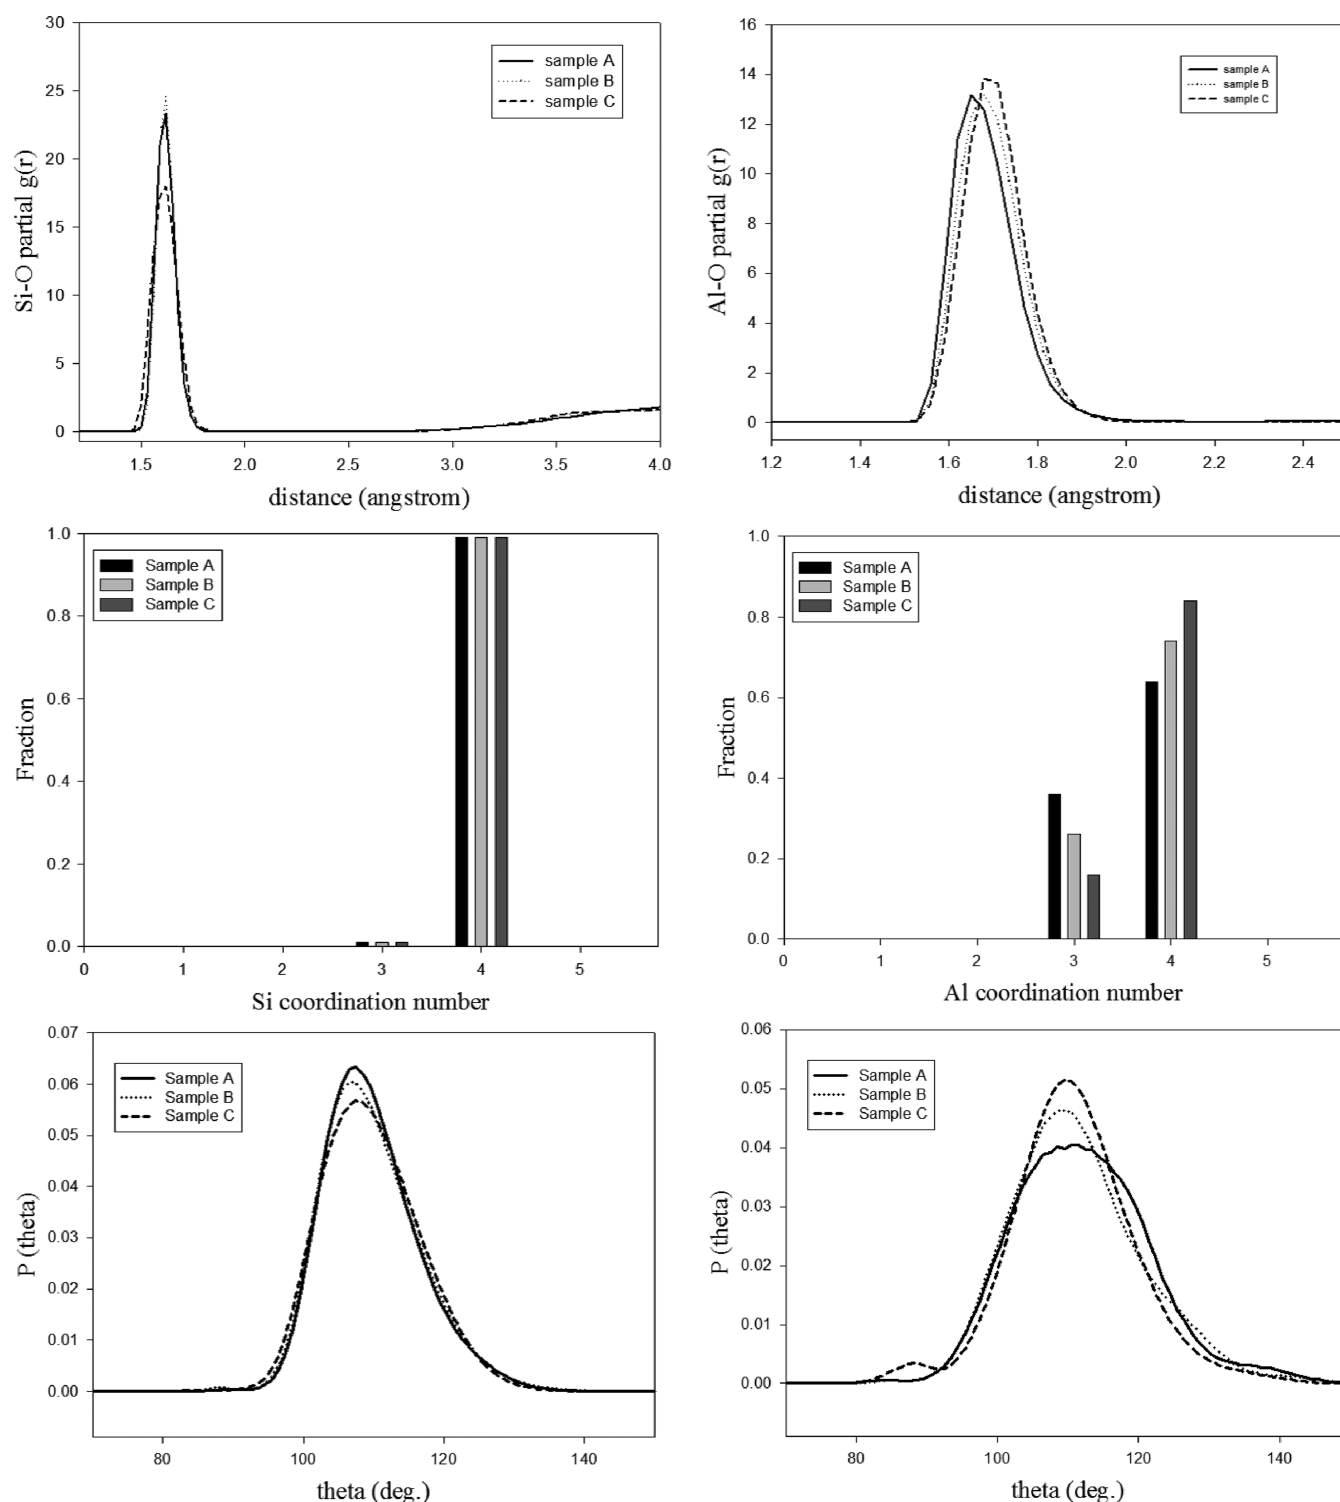 30
25
20
15
10
5
0
Si-O partial g(r)
sample A
sample B
sample C
1.5
2.0
2.5
3.0
3.5
4.0
distance (angstrom)
16
14
12
10
8
6
4
2
0
Al-O partial g(r)
sample A
sample B
sample C
1.2
1.4
1.6
1.8
2.0
2.2
2.4
distance (angstrom)
1.0
0.8
0.6
0.4
0.2
0.0
Fraction
Sample A
Sample B
Sample C
0
1
2
3
4
5
Si coordination number
1.0
0.8
0.6
0.4
0.2
0.0
Fraction
Sample A
Sample B
Sample C
0
1
2
3
4
5
Al coordination number
0.07
0.06
0.05
0.04
0.03
0.02
0.01
0.00
P (theta)
Sample A
Sample B
Sample C
80
100
120
140
theta (deg.)
0.06
0.05
0.04
0.03
0.02
0.01
0.00
P (theta)
Sample A
Sample B
Sample C
80
100
120
140
theta (deg.)